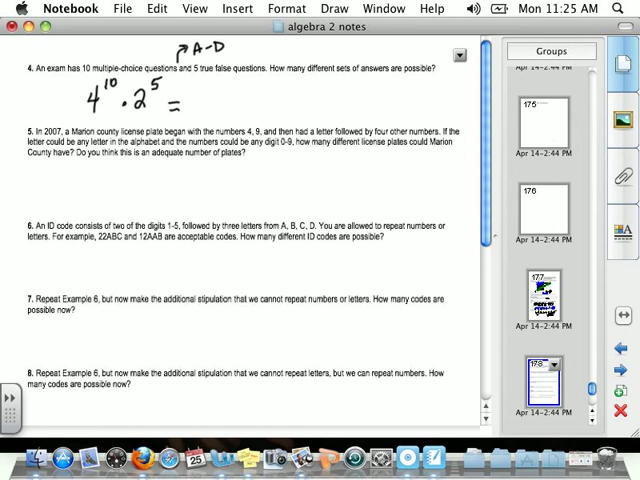 Notebook File Edit View Insert Format Draw Window Help Mon 11:25 AM
algebra 2 notes
A-D
4. An exam has 10 multiple-choice questions and 5 true false questions. How many different sets of answers are possible?
4^10 · 2^5 =
5. In 2007, a Marion county license plate began with the numbers 4, 9, and then had a letter followed by four other numbers. If the
letter could be any letter in the alphabet and the numbers could be any digit 0-9, how many different license plates could Marion
County have? Do you think this is an adequate number of plates?
6. An ID code consists of two of the digits 1-5, followed by three letters from A, B, C, D. You are allowed to repeat numbers or
letters. For example, 22ABC and 12AAB are acceptable codes. How many different ID codes are possible?
7. Repeat Example 6, but now make the additional stipulation that we cannot repeat numbers or letters. How many codes are
possible now?
8. Repeat Example 6, but now make the additional stipulation that we cannot repeat letters, but we can repeat numbers. How
many codes are possible now?
Groups
Apr 14-2:44 PM
175
Apr 14-2:44 PM
176
Apr 14-2:44 PM
177
Apr 14-2:44 PM
178
Apr 14-2:44 PM
25